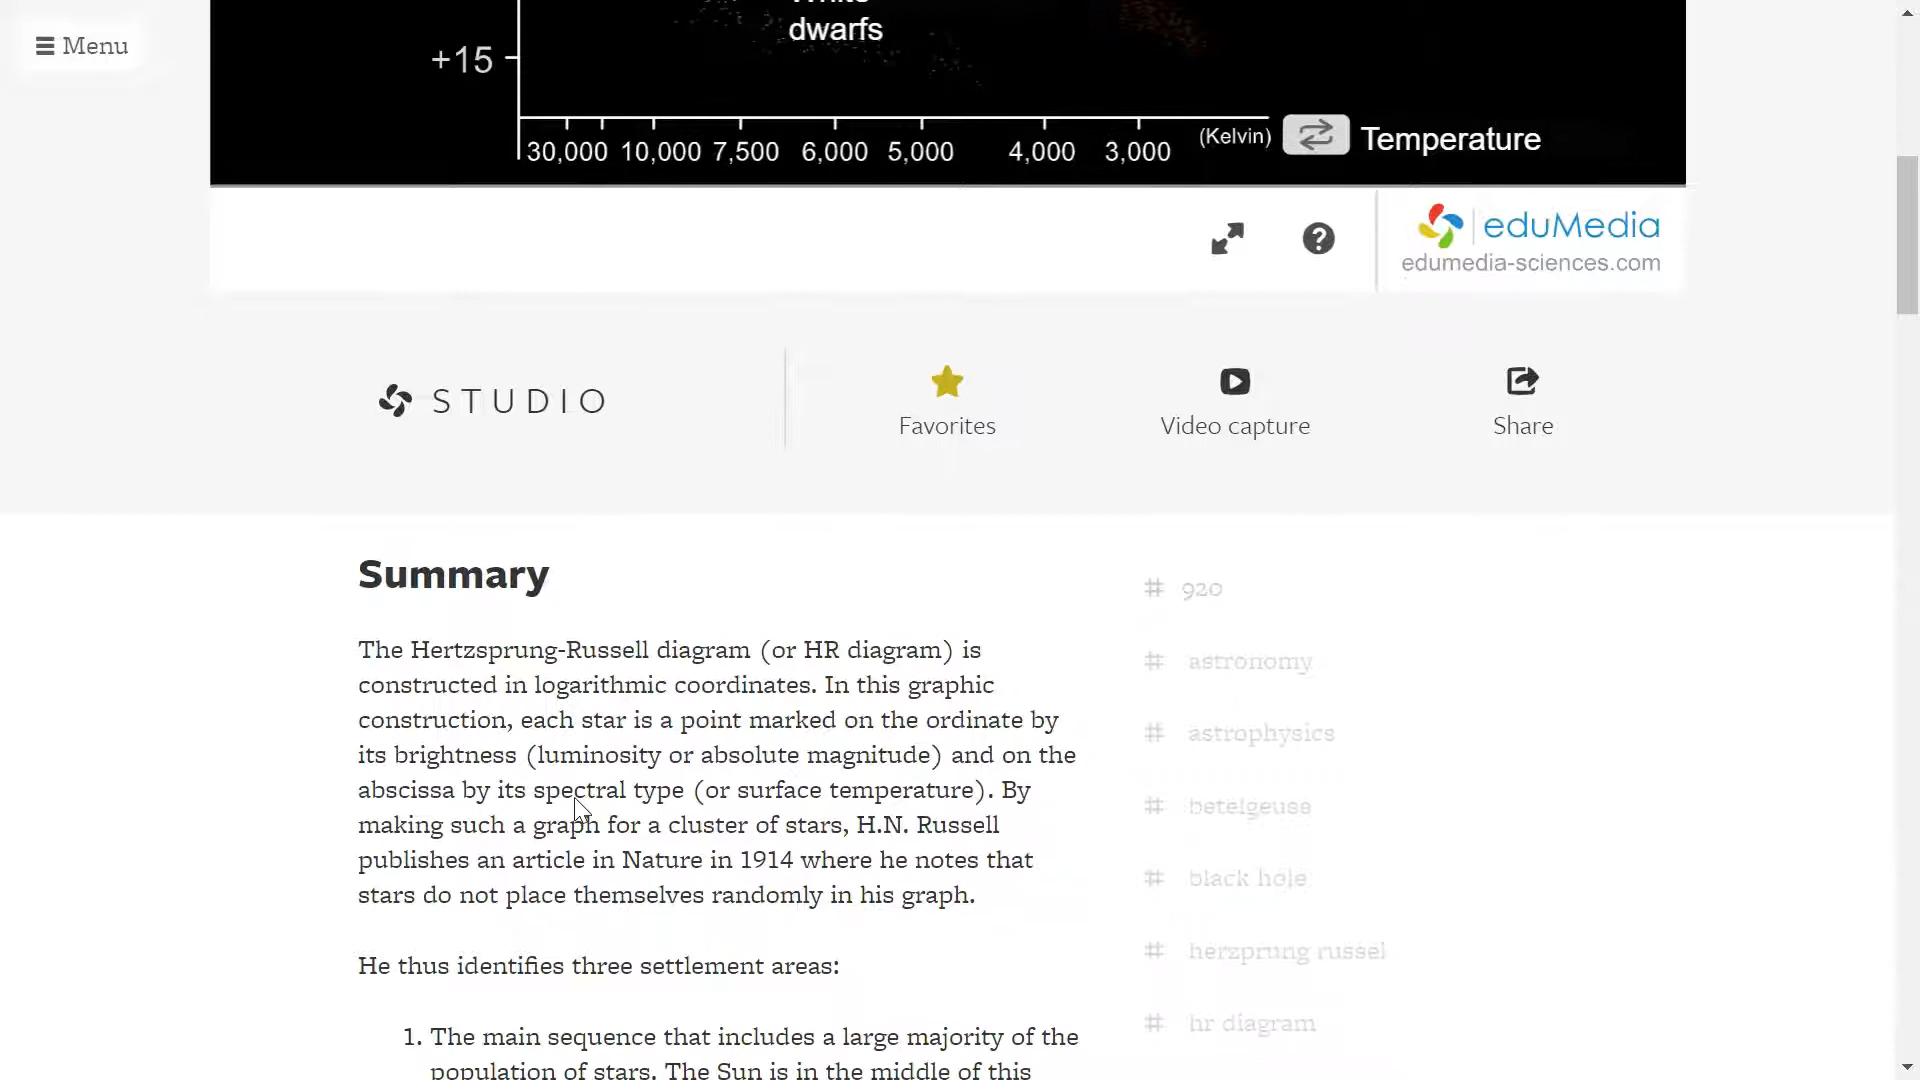 Menu
dwarfs
+15
30,000 10,000 7,500 6,000 5,000 4,000 3,000 (Kelvin) Temperature
eduMedia
edumedia-sciences.com
STUDIO
Favorites
Video capture
Share
Summary
The Hertzsprung-Russell diagram (or HR diagram) is
constructed in logarithmic coordinates. In this graphic
construction, each star is a point marked on the ordinate by
its brightness (luminosity or absolute magnitude) and on the
abscissa by its spectral type (or surface temperature). By
making such a graph for a cluster of stars, H.N. Russell
publishes an article in Nature in 1914 where he notes that
stars do not place themselves randomly in his graph.
He thus identifies three settlement areas:
1. The main sequence that includes a large majority of the
population of stars. The Sun is in the middle of this
# 920
# astronomy
# astrophysics
# betelgeuse
# black hole
# herzprung russel
# hr diagram